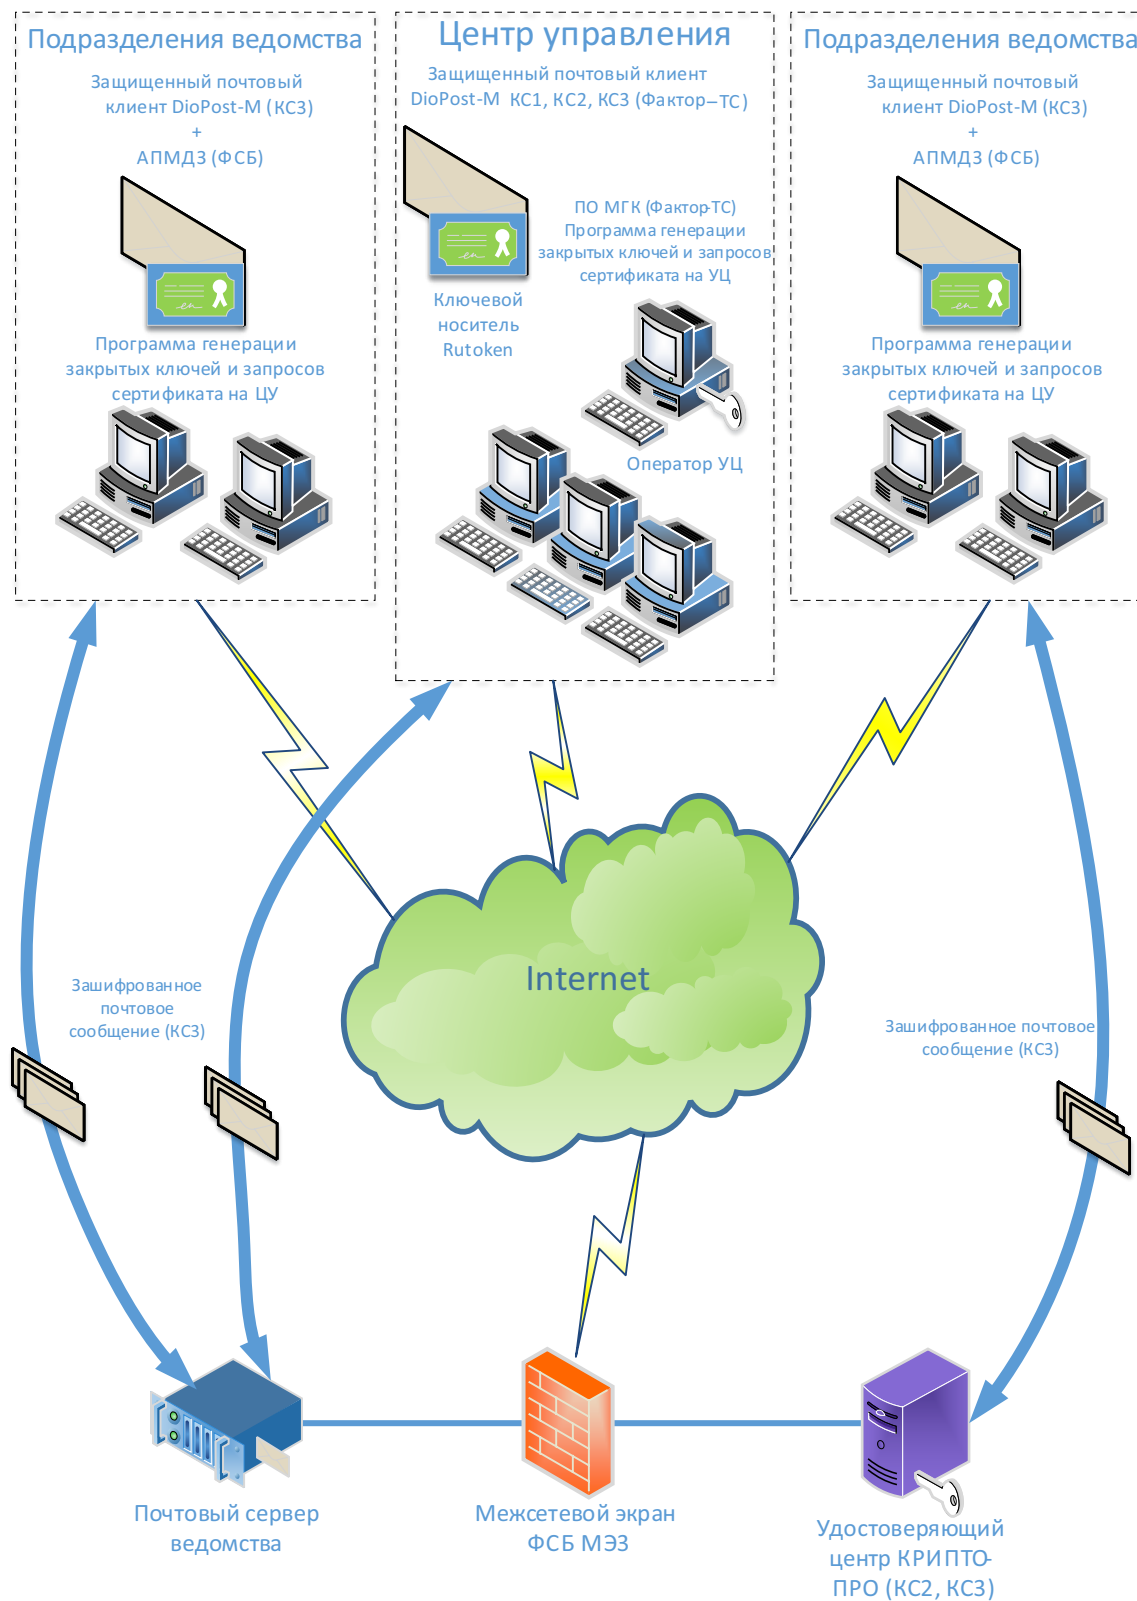 Подразделения ведомства
Защищенный почтовый
клиент DioPost-M (КС3)
+
АПМДЗ (ФСБ)
Программа генерации
закрытых ключей и запросов
сертификата на ЦУ
Центр управления
Защищенный почтовый клиент
DioPost-M КС1, КС2, КС3 (Фактор–ТС)
Ключевой
носитель
Rutoken
ПО МГК (Фактор-ТС)
Программа генерации
закрытых ключей и запросов
сертификата на УЦ
Оператор УЦ
Подразделения ведомства
Защищенный почтовый
клиент DioPost-M (КС3)
+
АПМДЗ (ФСБ)
Программа генерации
закрытых ключей и запросов
сертификата на ЦУ
Internet
Зашифрованное
почтовое
сообщение (КС3)
Зашифрованное почтовое
сообщение (КС3)
Почтовый сервер
ведомства
Межсетевой экран
ФСБ МЭ3
Удостоверяющий
центр КРИПТО-
ПРО (КС2, КС3)